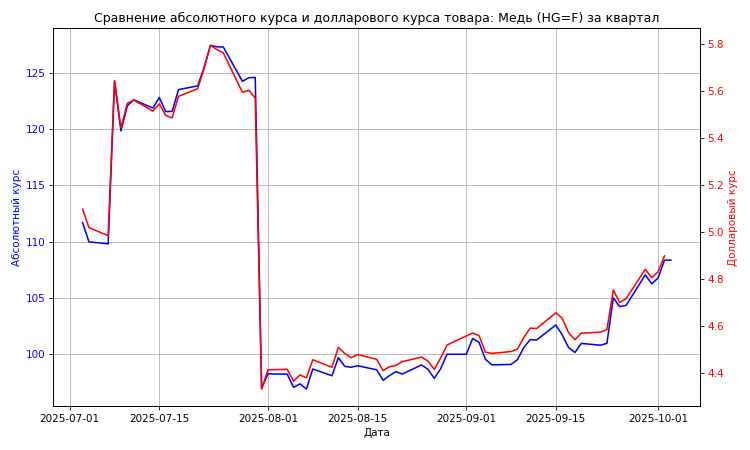 Сравнение абсолютного курса и долларового курса товара: Медь (HG=F) за квартал
Абсолютный курс
125
120
115
110
105
100
5.8
5.6
5.4
5.2
5.0
4.8
4.6
4.4
Долларовый курс
2025-07-01 2025-07-15 2025-08-01 2025-08-15 2025-09-01 2025-09-15 2025-10-01
Дата